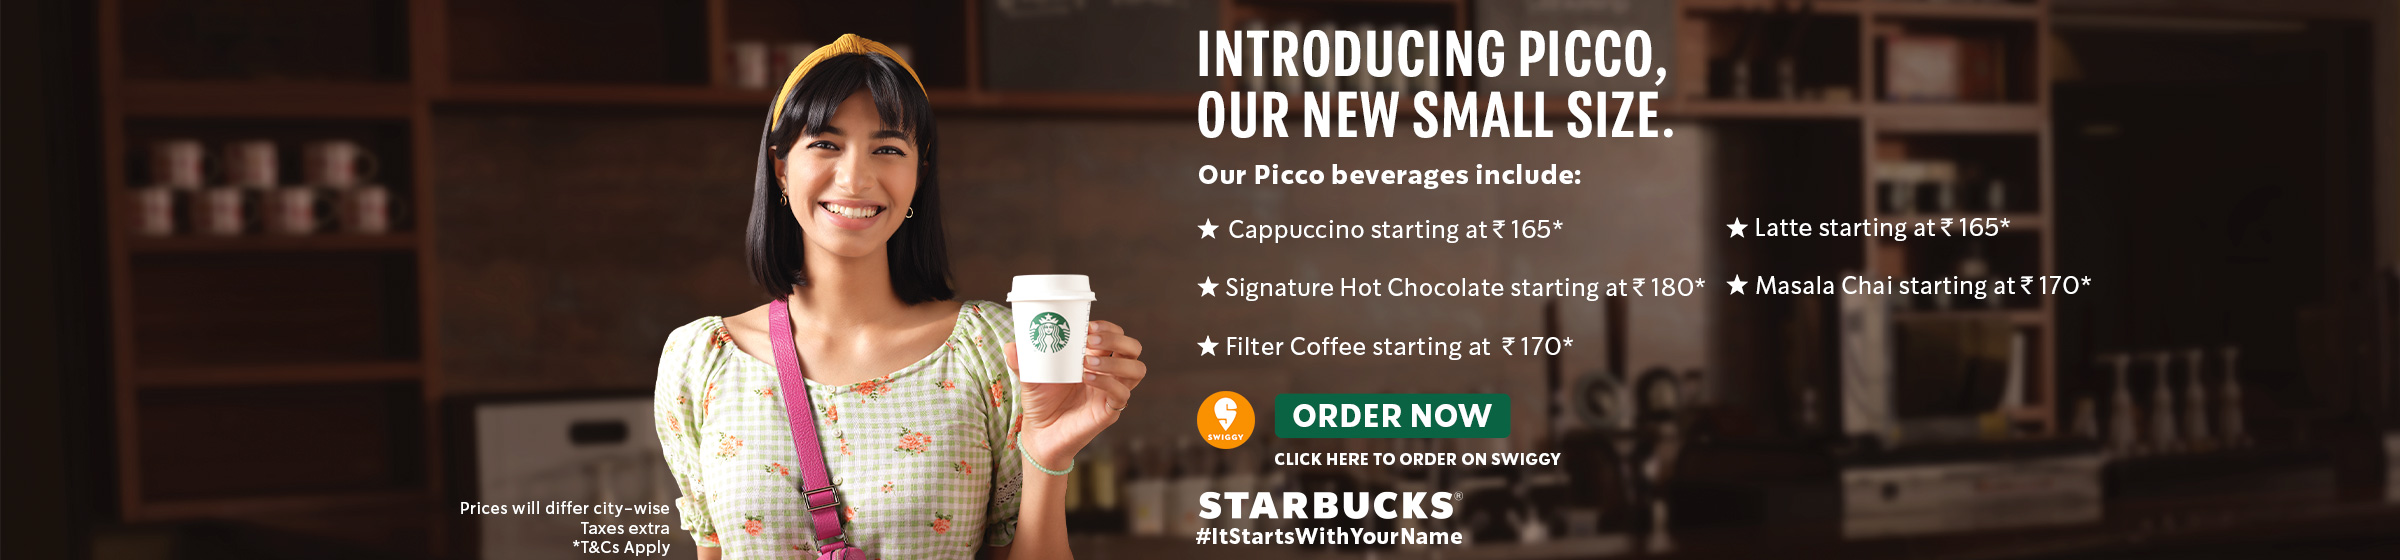 INTRODUCING PICCO,
OUR NEW SMALL SIZE.
Our Picco beverages include:
★ Cappuccino starting at ₹ 165*
★ Latte starting at ₹ 165*
★ Signature Hot Chocolate starting at ₹ 180*
★ Masala Chai starting at ₹ 170*
★ Filter Coffee starting at ₹ 170*
SWIGGY
ORDER NOW
CLICK HERE TO ORDER ON SWIGGY
STARBUCKS®
#ItStartsWithYourName
Prices will differ city-wise
Taxes extra
*T&Cs Apply